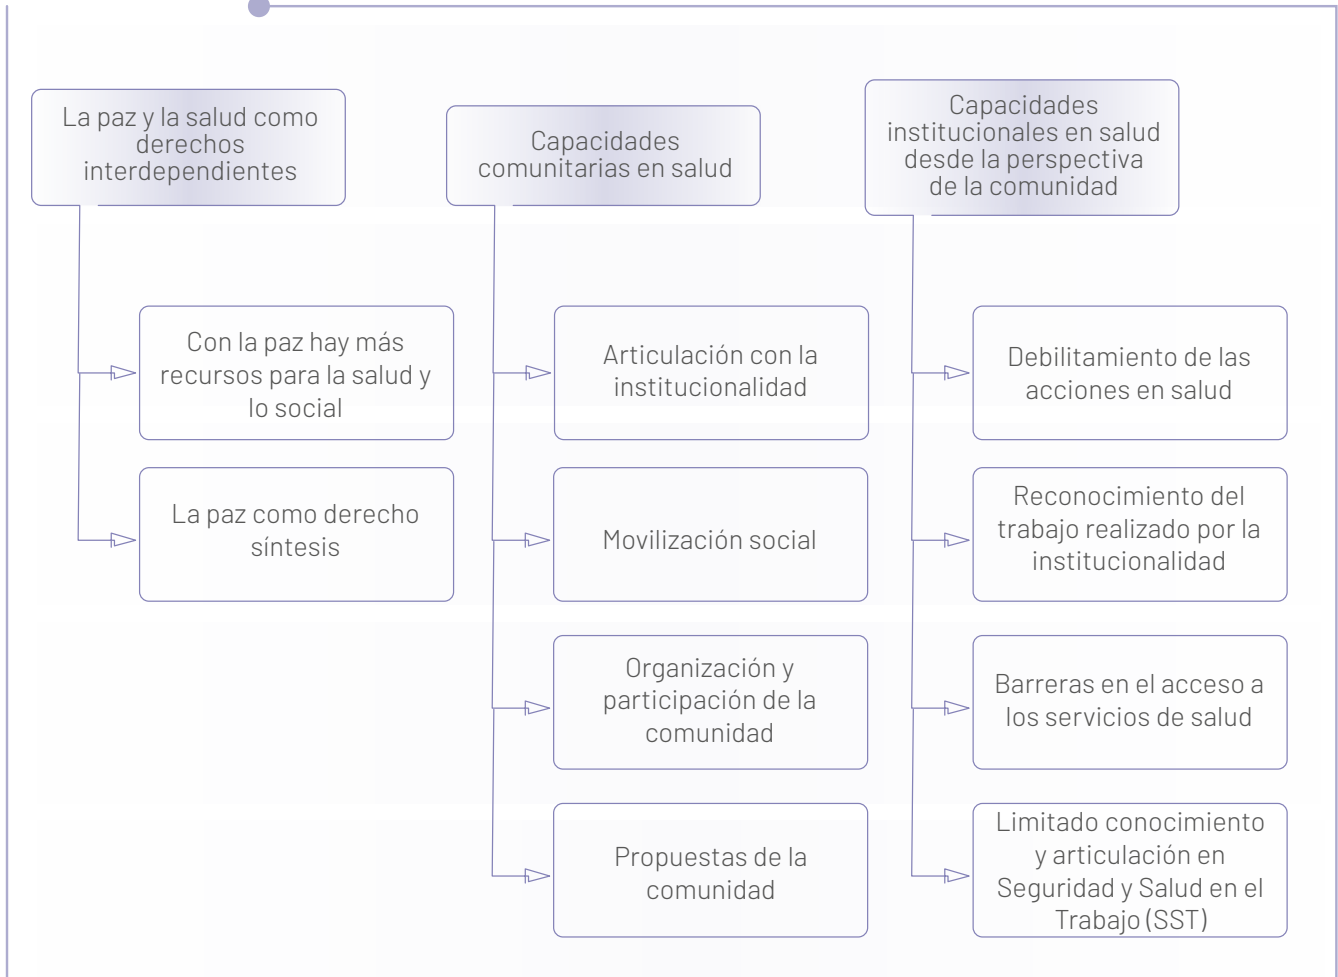 La paz y la salud como
derechos
interdependientes
Con la paz hay más
recursos para la salud y
lo social
La paz como derecho
síntesis
Capacidades
comunitarias en salud
Articulación con la
institucionalidad
Movilización social
Organización y
participación de la
comunidad
Propuestas de la
comunidad
Capacidades
institucionales en salud
desde la perspectiva
de la comunidad
Debilitamiento de las
acciones en salud
Reconocimiento del
trabajo realizado por la
institucionalidad
Barreras en el acceso a
los servicios de salud
Limitado conocimiento
y articulación en
Seguridad y Salud en el
Trabajo (SST)